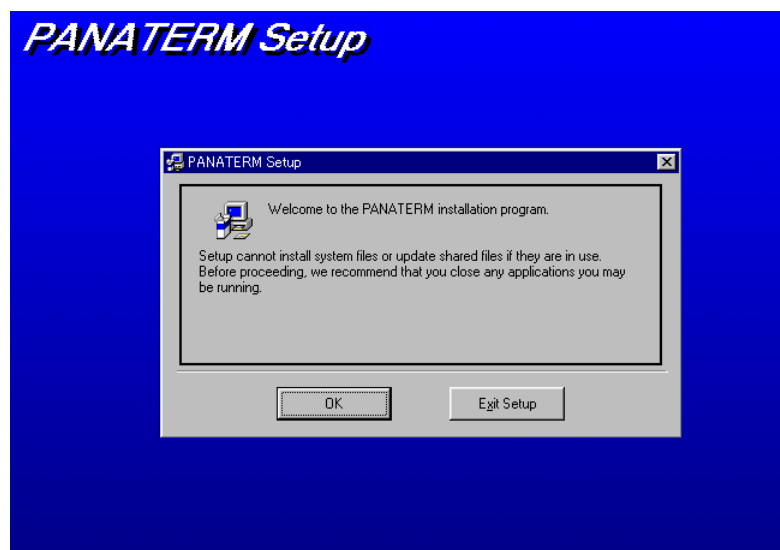 PANATERM Setup
PANATERM Setup
Welcome to the PANATERM installation program.
Setup cannot install system files or update shared files if they are in use.
Before proceeding, we recommend that you close any applications you may
be running.
OK
Exit Setup